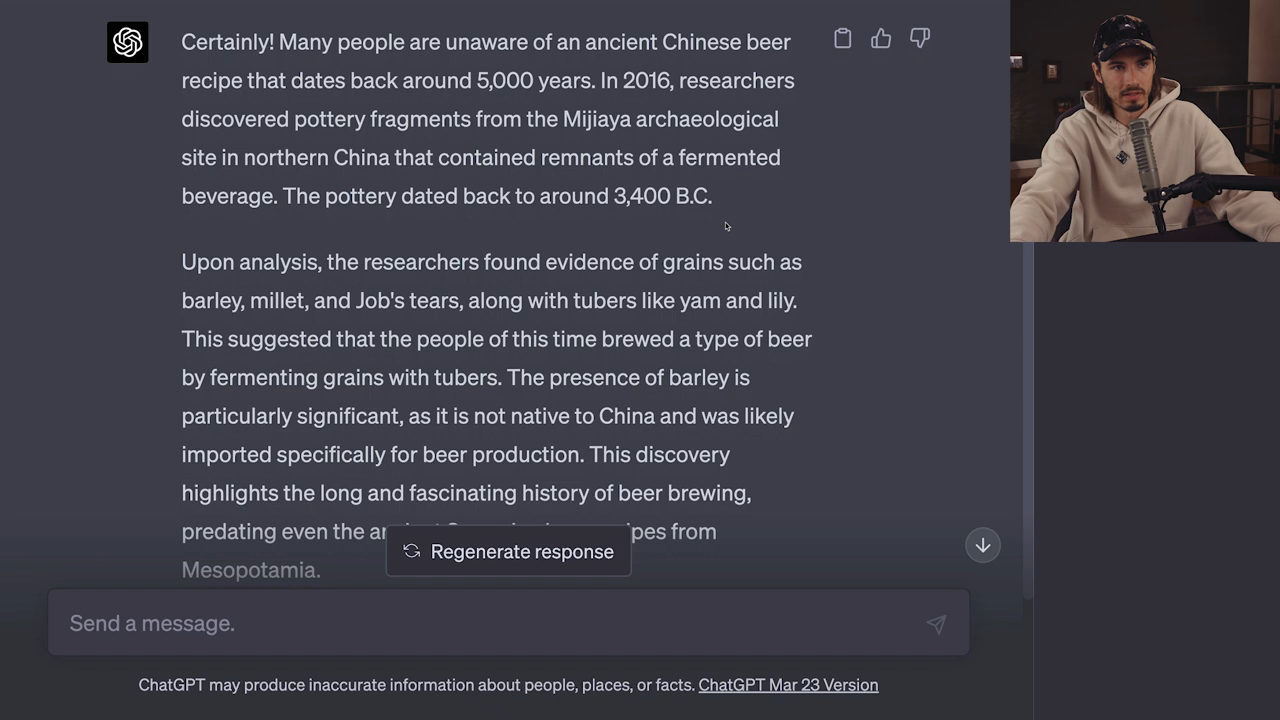 Certainly! Many people are unaware of an ancient Chinese beer
recipe that dates back around 5,000 years. In 2016, researchers
discovered pottery fragments from the Mijiaya archaeological
site in northern China that contained remnants of a fermented
beverage. The pottery dated back to around 3,400 B.C.
Upon analysis, the researchers found evidence of grains such as
barley, millet, and Job's tears, along with tubers like yam and lily.
This suggested that the people of this time brewed a type of beer
by fermenting grains with tubers. The presence of barley is
particularly significant, as it is not native to China and was likely
imported specifically for beer production. This discovery
highlights the long and fascinating history of beer brewing,
predating even the
from
Mesopotamia.
Regenerate response
Send a message.
ChatGPT may produce inaccurate information about people, places, or facts. ChatGPT Mar 23 Version